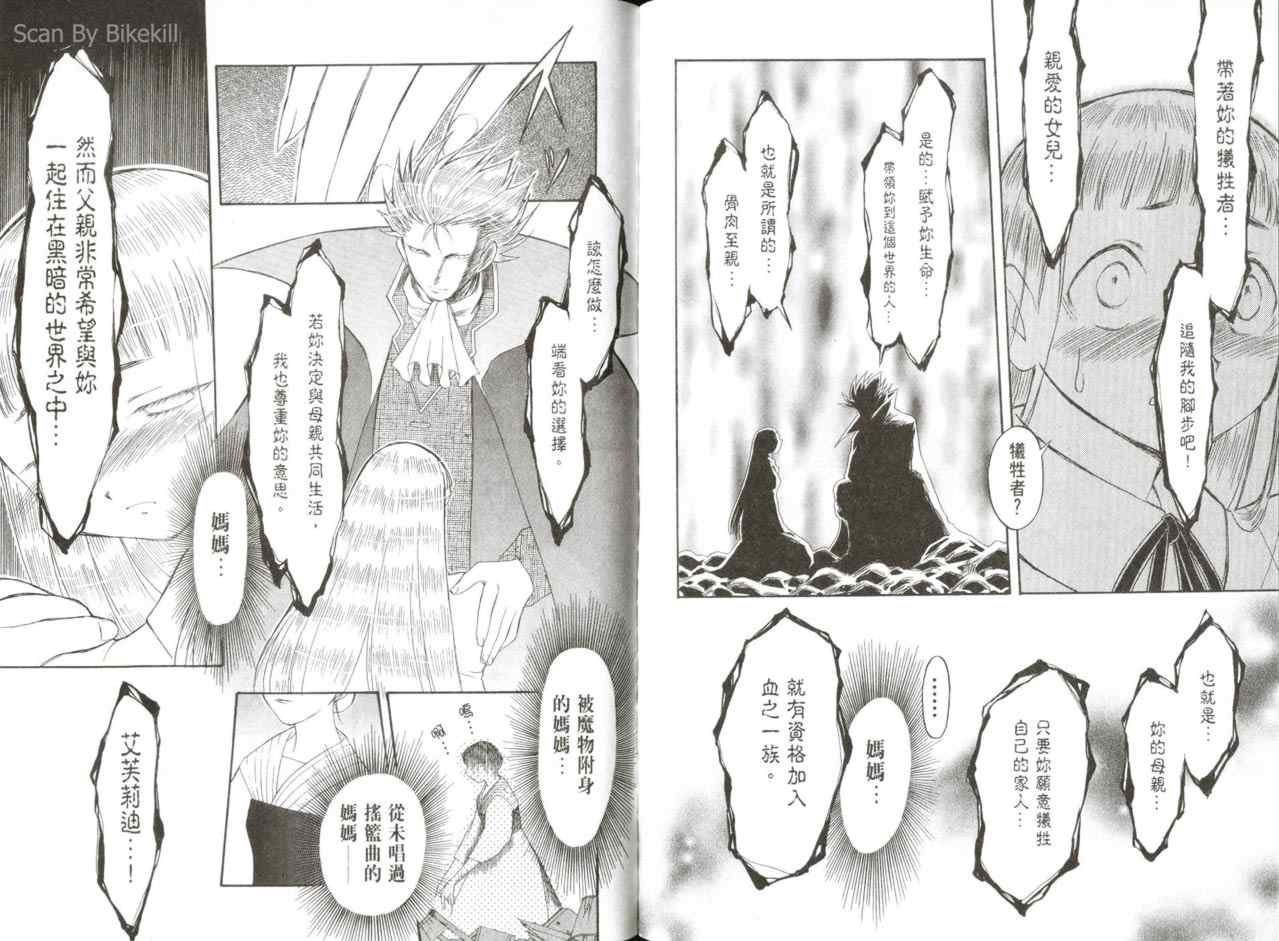 Scan By Bikekill
帶著妳的犠牲者…
追隨我的腳步吧！
親愛的女兒…
犠牲者？
是的…賦予妳生命…
帶領妳到這個世界的人…
也就是所謂的…
骨肉至親…
也就是…
妳的母親…
只要妳願意犠牲
自己的家人…
……
媽媽…
就有資格加入
血之一族。
該怎麼做…
端看妳的選擇。
若妳決定與母親共同生活，
我也尊重妳的意思。
媽媽…
然而父親非常希望與妳
一起住在黑暗的世界之中…
被魔物附身
的媽媽…
嗚…
啊…
從未唱過
搖籃曲的
媽媽——
艾芙莉迪…！